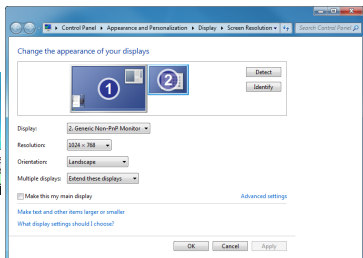 Control Panel ▸ Appearance and Personalization ▸ Display ▸ Screen Resolution
Search Control Panel
Change the appearance of your displays
1
2
Detect
Identify
Display: 2. Generic Non-PnP Monitor
Resolution: 1024 × 768
Orientation: Landscape
Multiple displays: Extend these displays
Make this my main display
Advanced settings
Make text and other items larger or smaller
What display settings should I choose?
OK Cancel Apply